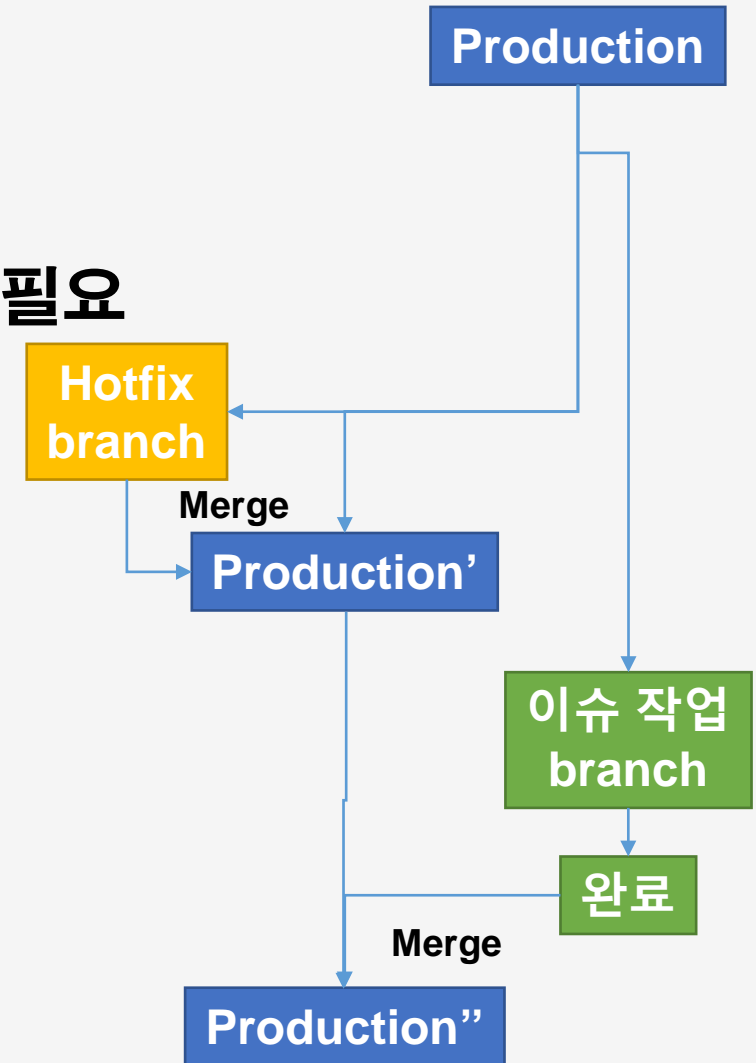 Production
필요
Hotfix
branch
Merge
Production’
이슈 작업
branch
완료
Merge
Production’’